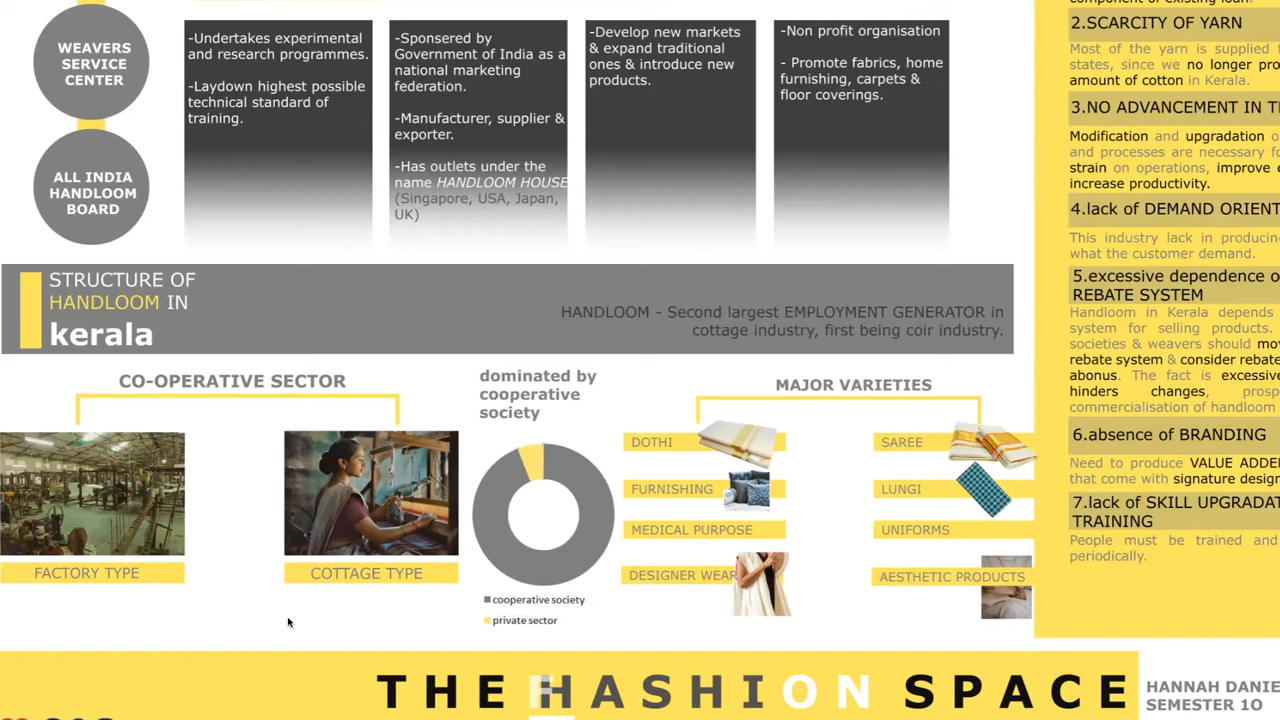 WEAVERS
SERVICE
CENTER
ALL INDIA
HANDLOOM
BOARD
-Undertakes experimental
and research programmes.
-Laydown highest possible
technical standard of
training.
-Sponsered by
Government of India as a
national marketing
federation.
-Manufacturer, supplier &
exporter.
-Has outlets under the
name HANDLOOM HOUSE
(Singapore, USA, Japan,
UK)
-Develop new markets
& expand traditional
ones & introduce new
products.
-Non profit organisation
- Promote fabrics, home
furnishing, carpets &
floor coverings.
STRUCTURE OF
HANDLOOM IN
kerala
HANDLOOM - Second largest EMPLOYMENT GENERATOR in
cottage industry, first being coir industry.
CO-OPERATIVE SECTOR
FACTORY TYPE
COTTAGE TYPE
dominated by
cooperative
society
cooperative society
private sector
MAJOR VARIETIES
DOTHI
FURNISHING
MEDICAL PURPOSE
DESIGNER WEAR
SAREE
LUNGI
UNIFORMS
AESTHETIC PRODUCTS
component of existing loan.
2.SCARCITY OF YARN
Most of the yarn is supplied
states, since we no longer
amount of cotton in Kerala.
3.NO ADVANCEMENT IN
Modification and upgradation
and processes are necessary
strain on operations, improve
increase productivity.
4.lack of DEMAND
This industry lack in
what the customer demand.
5.excessive dependence
REBATE SYSTEM
Handloom in Kerala depends
system for selling products.
societies & weavers should
rebate system & consider
abonus. The fact is
hinders changes,
commercialisation of handloom
6.absence of BRANDING
Need to produce VALUE
that come with signature
7.lack of SKILL
TRAINING
People must be trained and
periodically.
THE HASHION SPACE
HANNAH
SEMESTER 10